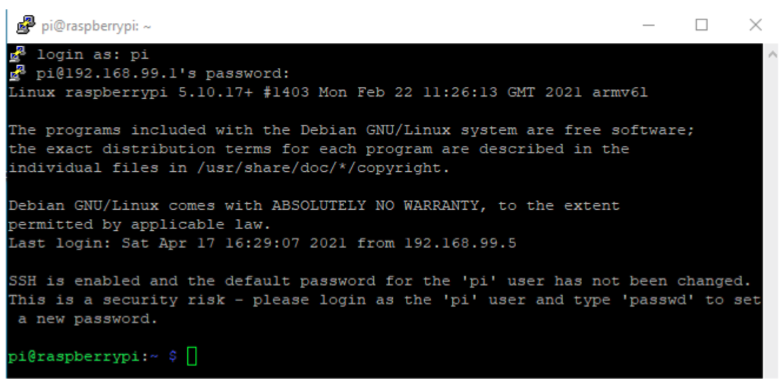 pi@raspberrypi: ~
login as: pi
pi@192.168.99.1's password:
Linux raspberrypi 5.10.17+ #1403 Mon Feb 22 11:26:13 GMT 2021 armv6l
The programs included with the Debian GNU/Linux system are free software;
the exact distribution terms for each program are described in the
individual files in /usr/share/doc/*/copyright.
Debian GNU/Linux comes with ABSOLUTELY NO WARRANTY, to the extent
permitted by applicable law.
Last login: Sat Apr 17 16:29:07 2021 from 192.168.99.5
SSH is enabled and the default password for the 'pi' user has not been changed.
This is a security risk - please login as the 'pi' user and type 'passwd' to set
a new password.
pi@raspberrypi:~ $